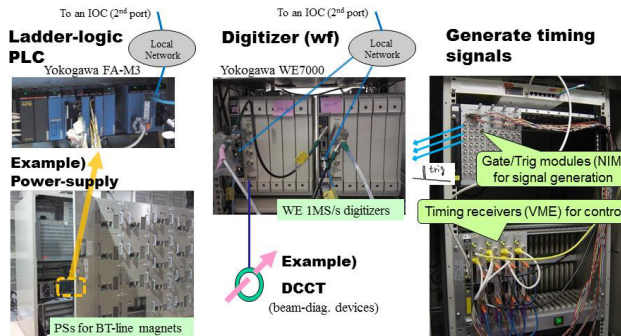 To an IOC (2nd port)
Ladder-logic
PLC
Local
Network
Yokogawa FA-M3
Example)
Power-supply
PSs for BT-line magnets
To an IOC (2nd port)
Digitizer (wf)
Local
Network
Yokogawa WE7000
WE 1MS/s digitizers
Example)
DCCT
(beam-diag. devices)
Generate timing
signals
trig
Gate/Trig modules (NIM
for signal generation
Timing receivers (VME) for contro